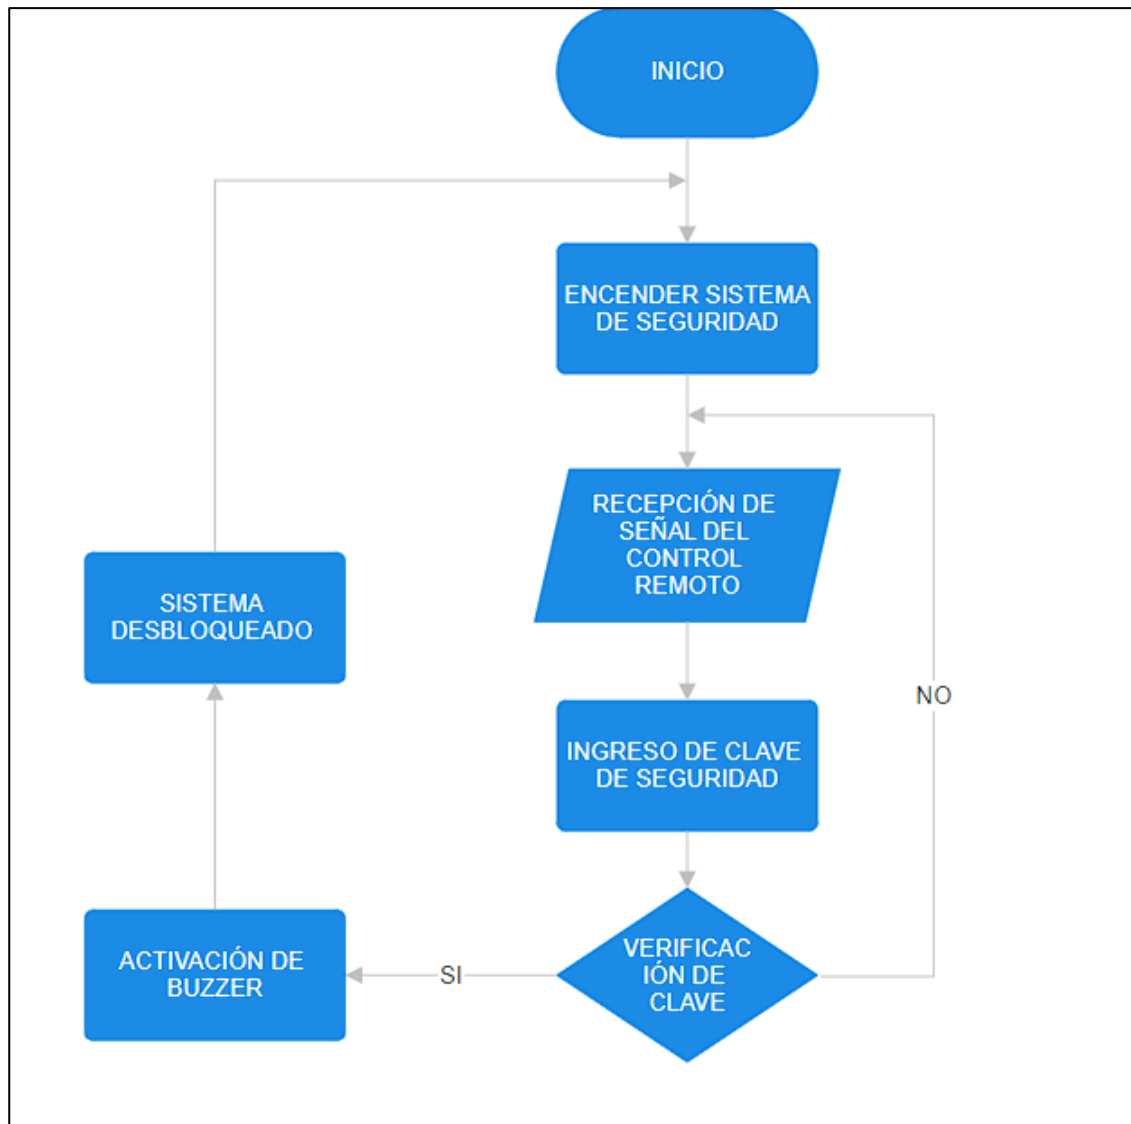 INICIO
ENCENDER SISTEMA
DE SEGURIDAD
RECEPCIÓN DE
SEÑAL DEL
CONTROL
REMOTO
SISTEMA
DESBLOQUEADO
NO
INGRESO DE CLAVE
DE SEGURIDAD
VERIFICAC
IÓN DE
CLAVE
SI
ACTIVACIÓN DE
BUZZER